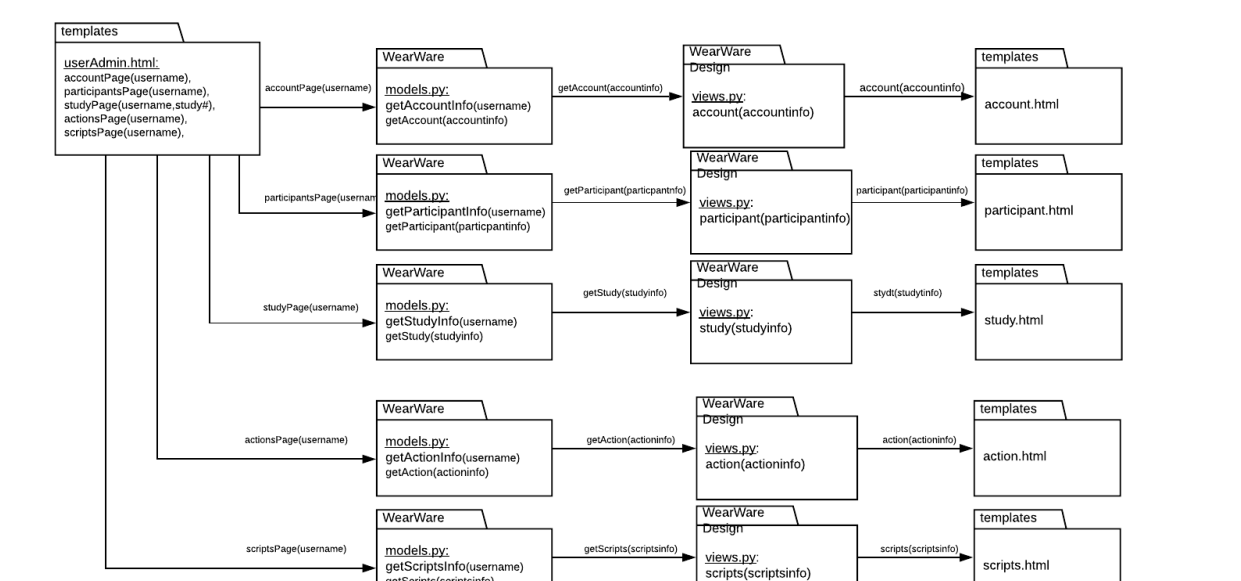 templates
userAdmin.html:
accountPage(username),
participantsPage(username),
studyPage(username,study#),
actionsPage(username),
scriptsPage(username),
accountPage(username)
WearWare
models.py:
getAccountInfo(username)
getAccount(accountinfo)
getAccount(accountinfo)
WearWare
Design
views.py:
account(accountinfo)
account(accountinfo)
templates
account.html
participantsPage(usernam
WearWare
models.py:
getParticipantInfo(username)
getParticipant(particpantinfo)
getParticipant(particpantnfo)
WearWare
Design
views.py:
participant(participantinfo)
participant(participantinfo)
templates
participant.html
studyPage(username)
WearWare
models.py:
getStudyInfo(username)
getStudy(studyinfo)
getStudy(studyinfo)
WearWare
Design
views.py:
study(studyinfo)
stydt(studytinfo)
templates
study.html
actionsPage(username)
WearWare
models.py:
getActionInfo(username)
getAction(actioninfo)
getAction(actioninfo)
WearWare
Design
views.py:
action(actioninfo)
action(actioninfo)
templates
action.html
scriptsPage(username)
WearWare
models.py:
getScriptsInfo(username)
getScripts(scriptsinfo)
getScripts(scriptsinfo)
WearWare
Design
views.py:
scripts(scriptsinfo)
scripts(scriptsinfo)
templates
scripts.html